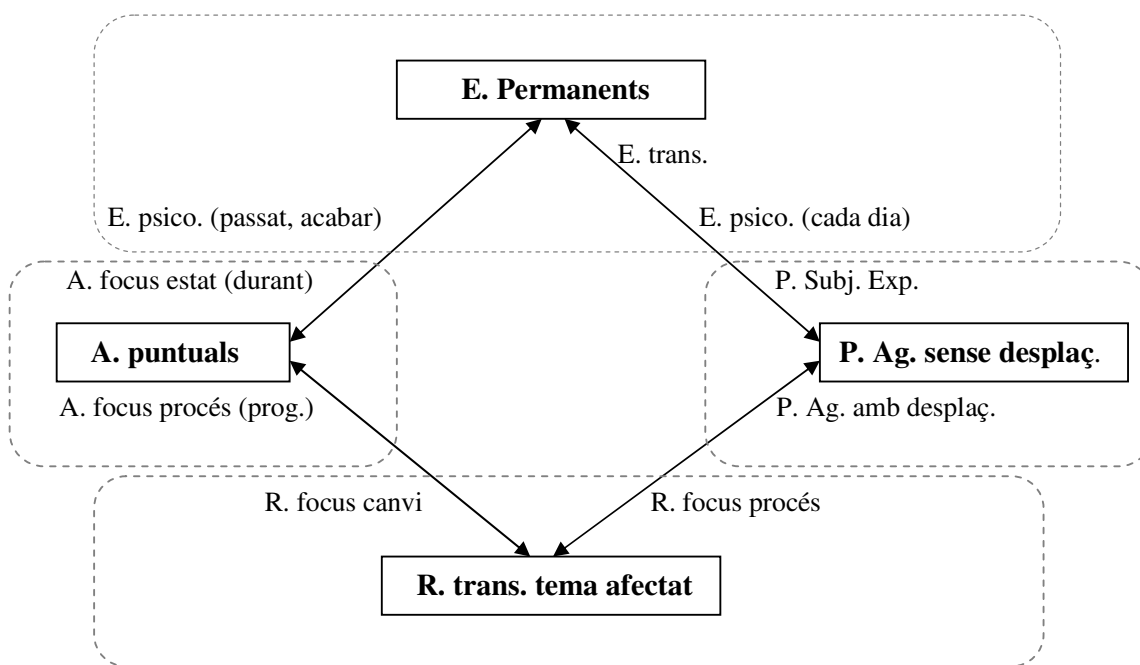 E. Permanents
E. trans.
E. psico. (passat, acabar)
E. psico. (cada dia)
A. focus estat (durant)
P. Subj. Exp.
A. puntuals
P. Ag. sense desplaç.
A. focus procés (prog.)
P. Ag. amb desplaç.
R. focus canvi
R. focus procés
R. trans. tema afectat